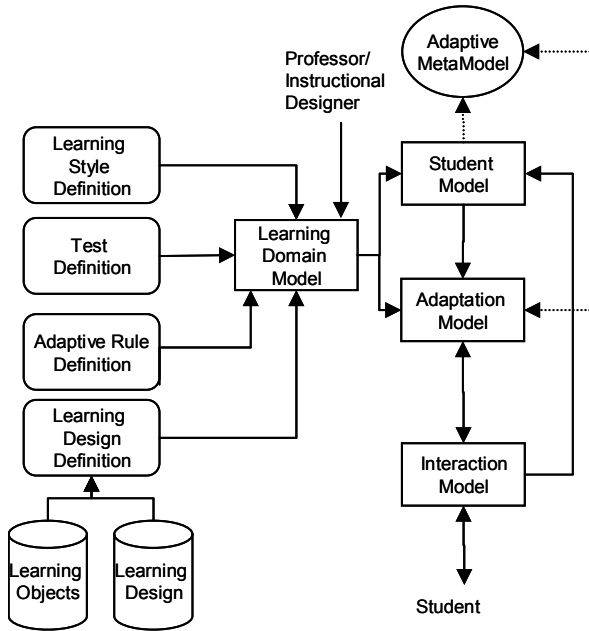 Professor/
Instructional
Designer
Adaptive
MetaModel
Learning
Style
Definition
Student
Model
Test
Definition
Learning
Domain
Model
Adaptation
Model
Adaptive Rule
Definition
Learning
Design
Definition
Interaction
Model
Learning
Objects
Learning
Design
Student